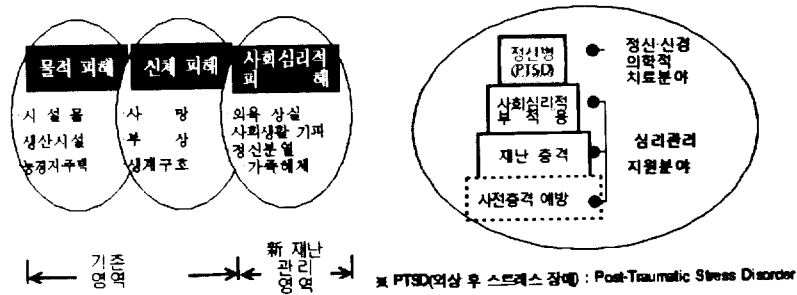 물적 피해
시 설 물
생산시설
농경지주택
신체 피해
사 망
부 상
생계구호
사회심리적
피 해
의욕 상실
사회생활 기피
정신분열
가족해체
기존
영역
新 재난
관리
영역
정신병
(PTSD)
사회심리적
부 적 응
재난 충격
사전충격 예방
정신·신경
의학적
치료분야
심리관리
지원분야
※ PTSD(외상 후 스트레스 장애) : Post-Traumatic Stress Disorder